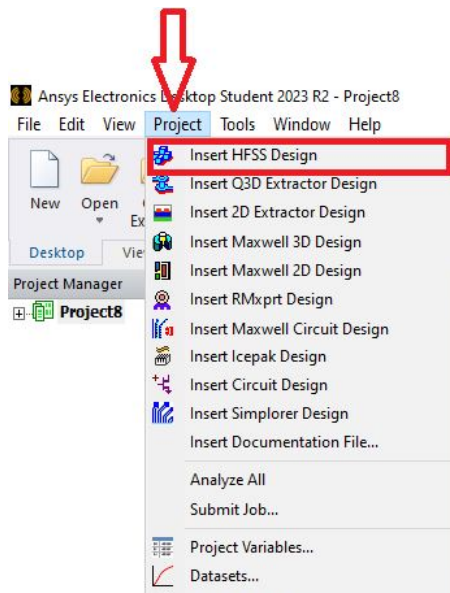 Ansys Electronics Desktop Student 2023 R2 - Project8
File Edit View Project Tools Window Help
Insert HFSS Design
Insert Q3D Extractor Design
New Open Ex
Insert 2D Extractor Design
Insert Maxwell 3D Design
Desktop Vie
Insert Maxwell 2D Design
Project Manager
Insert RMxprt Design
Project8
Insert Maxwell Circuit Design
Insert Icepak Design
Insert Circuit Design
Insert Simplorer Design
Insert Documentation File...
Analyze All
Submit Job...
Project Variables...
Datasets...